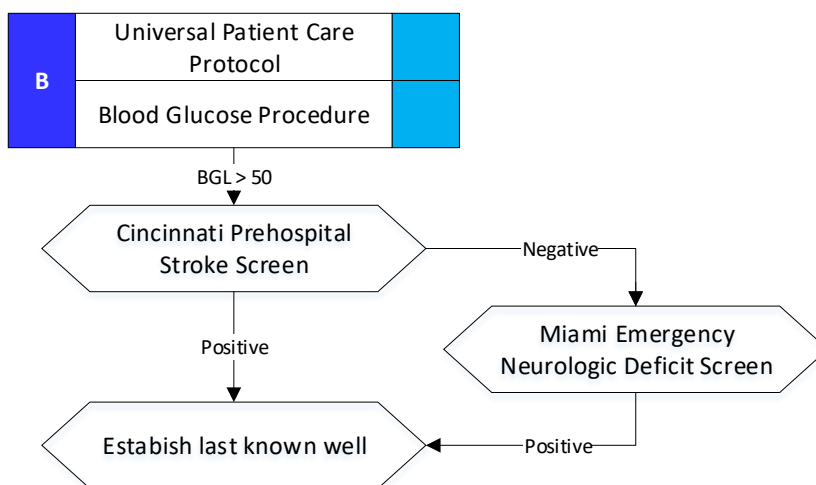 Universal Patient Care
Protocol
B
Blood Glucose Procedure
BGL > 50
Cincinnati Prehospital
Stroke Screen
Negative
Miami Emergency
Neurologic Deficit Screen
Positive
Estabish last known well
Positive